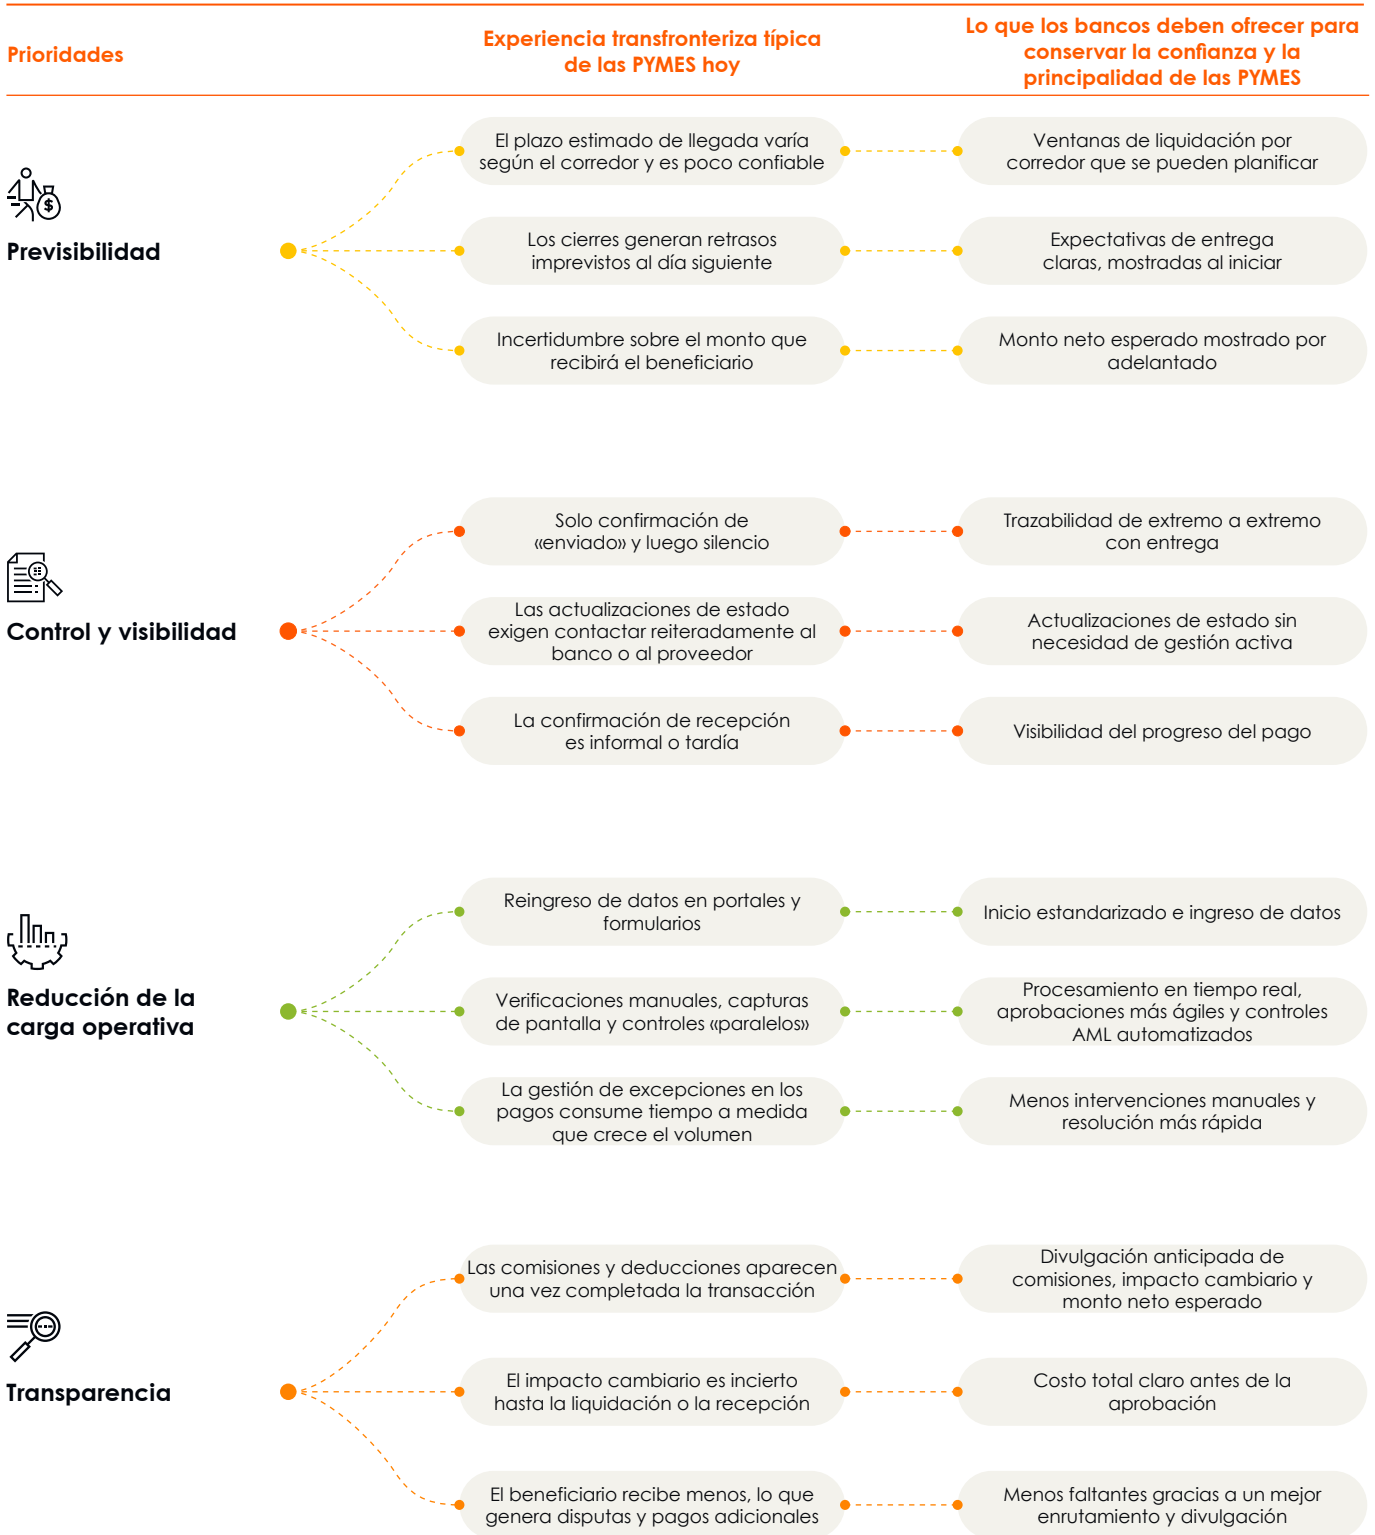 Prioridades
Experiencia transfronteriza típica
de las PYMES hoy
Lo que los bancos deben ofrecer para
conservar la confianza y la
principalidad de las PYMES
Previsibilidad
El plazo estimado de llegada varía
según el corredor y es poco confiable
Ventanas de liquidación por
corredor que se pueden planificar
Los cierres generan retrasos
imprevistos al día siguiente
Expectativas de entrega
claras, mostradas al iniciar
Incertidumbre sobre el monto que
recibirá el beneficiario
Monto neto esperado mostrado por
adelantado
Control y visibilidad
Solo confirmación de
«enviado» y luego silencio
Trazabilidad de extremo a extremo
con entrega
Las actualizaciones de estado
exigen contactar reiteradamente al
banco o al proveedor
Actualizaciones de estado sin
necesidad de gestión activa
La confirmación de recepción
es informal o tardía
Visibilidad del progreso del pago
Reducción de la
carga operativa
Reingreso de datos en portales y
formularios
Inicio estandarizado e ingreso de datos
Verificaciones manuales, capturas
de pantalla y controles «paralelos»
Procesamiento en tiempo real,
aprobaciones más ágiles y controles
AML automatizados
La gestión de excepciones en los
pagos consume tiempo a medida
que crece el volumen
Menos intervenciones manuales y
resolución más rápida
Transparencia
Las comisiones y deducciones aparecen
una vez completada la transacción
Divulgación anticipada de
comisiones, impacto cambiario y
monto neto esperado
El impacto cambiario es incierto
hasta la liquidación o la recepción
Costo total claro antes de la
aprobación
El beneficiario recibe menos, lo que
genera disputas y pagos adicionales
Menos faltantes gracias a un mejor
enrutamiento y divulgación